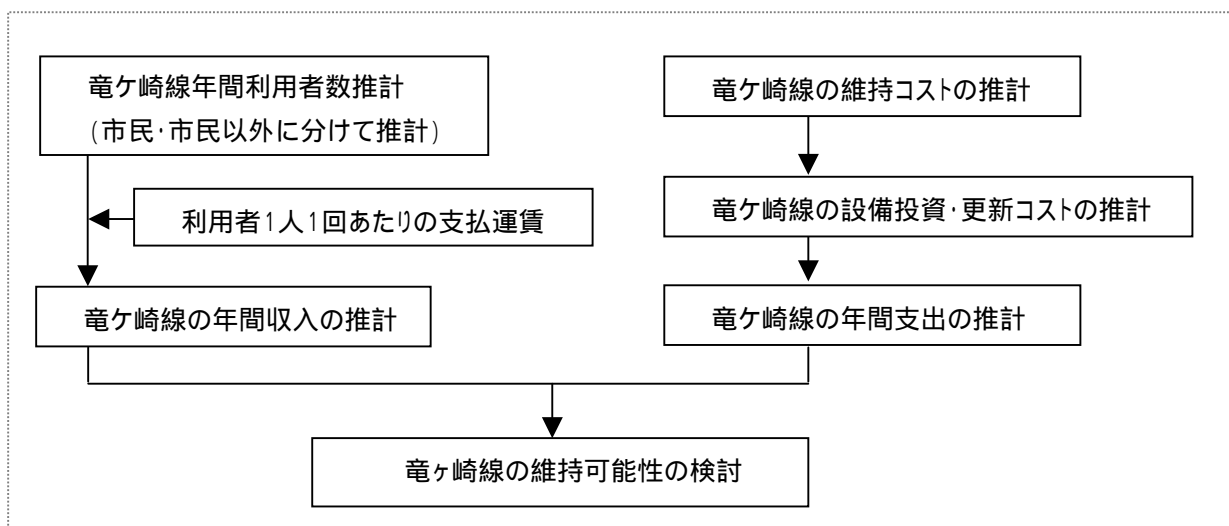 竜ケ崎線年間利用者数推計
(市民・市民以外に分けて推計)
利用者1人1回あたりの支払運賃
竜ケ崎線の年間収入の推計
竜ケ崎線の維持コストの推計
竜ケ崎線の設備投資・更新コストの推計
竜ケ崎線の年間支出の推計
竜ヶ崎線の維持可能性の検討